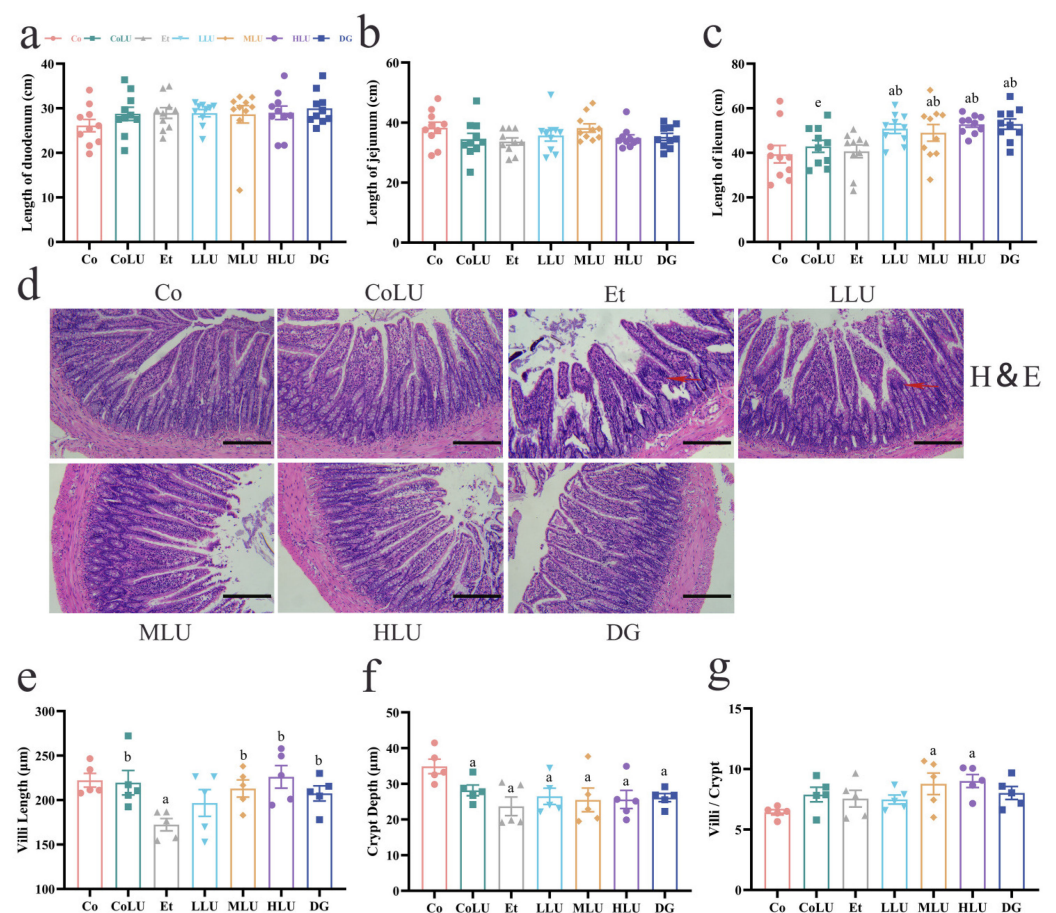 a
Co CoLU Et LLU MLU HLU DG
Length of duodenum (cm)
40
30
20
10
0
Co CoLU Et LLU MLU HLU DG
b
Length of jejunum (cm)
60
40
20
0
Co CoLU Et LLU MLU HLU DG
c
Length of ileum (cm)
80
60
40
20
0
e ab ab ab ab
Co CoLU Et LLU MLU HLU DG
d
Co CoLU Et LLU
H&E
MLU HLU DG
e
Villi Length (μm)
300
250
200
150
100
b a b b b
Co CoLU Et LLU MLU HLU DG
f
Crypt Depth (μm)
50
40
30
20
10
0
a a a a a a
Co CoLU Et LLU MLU HLU DG
g
Villi / Crypt
15
10
5
0
a a
Co CoLU Et LLU MLU HLU DG